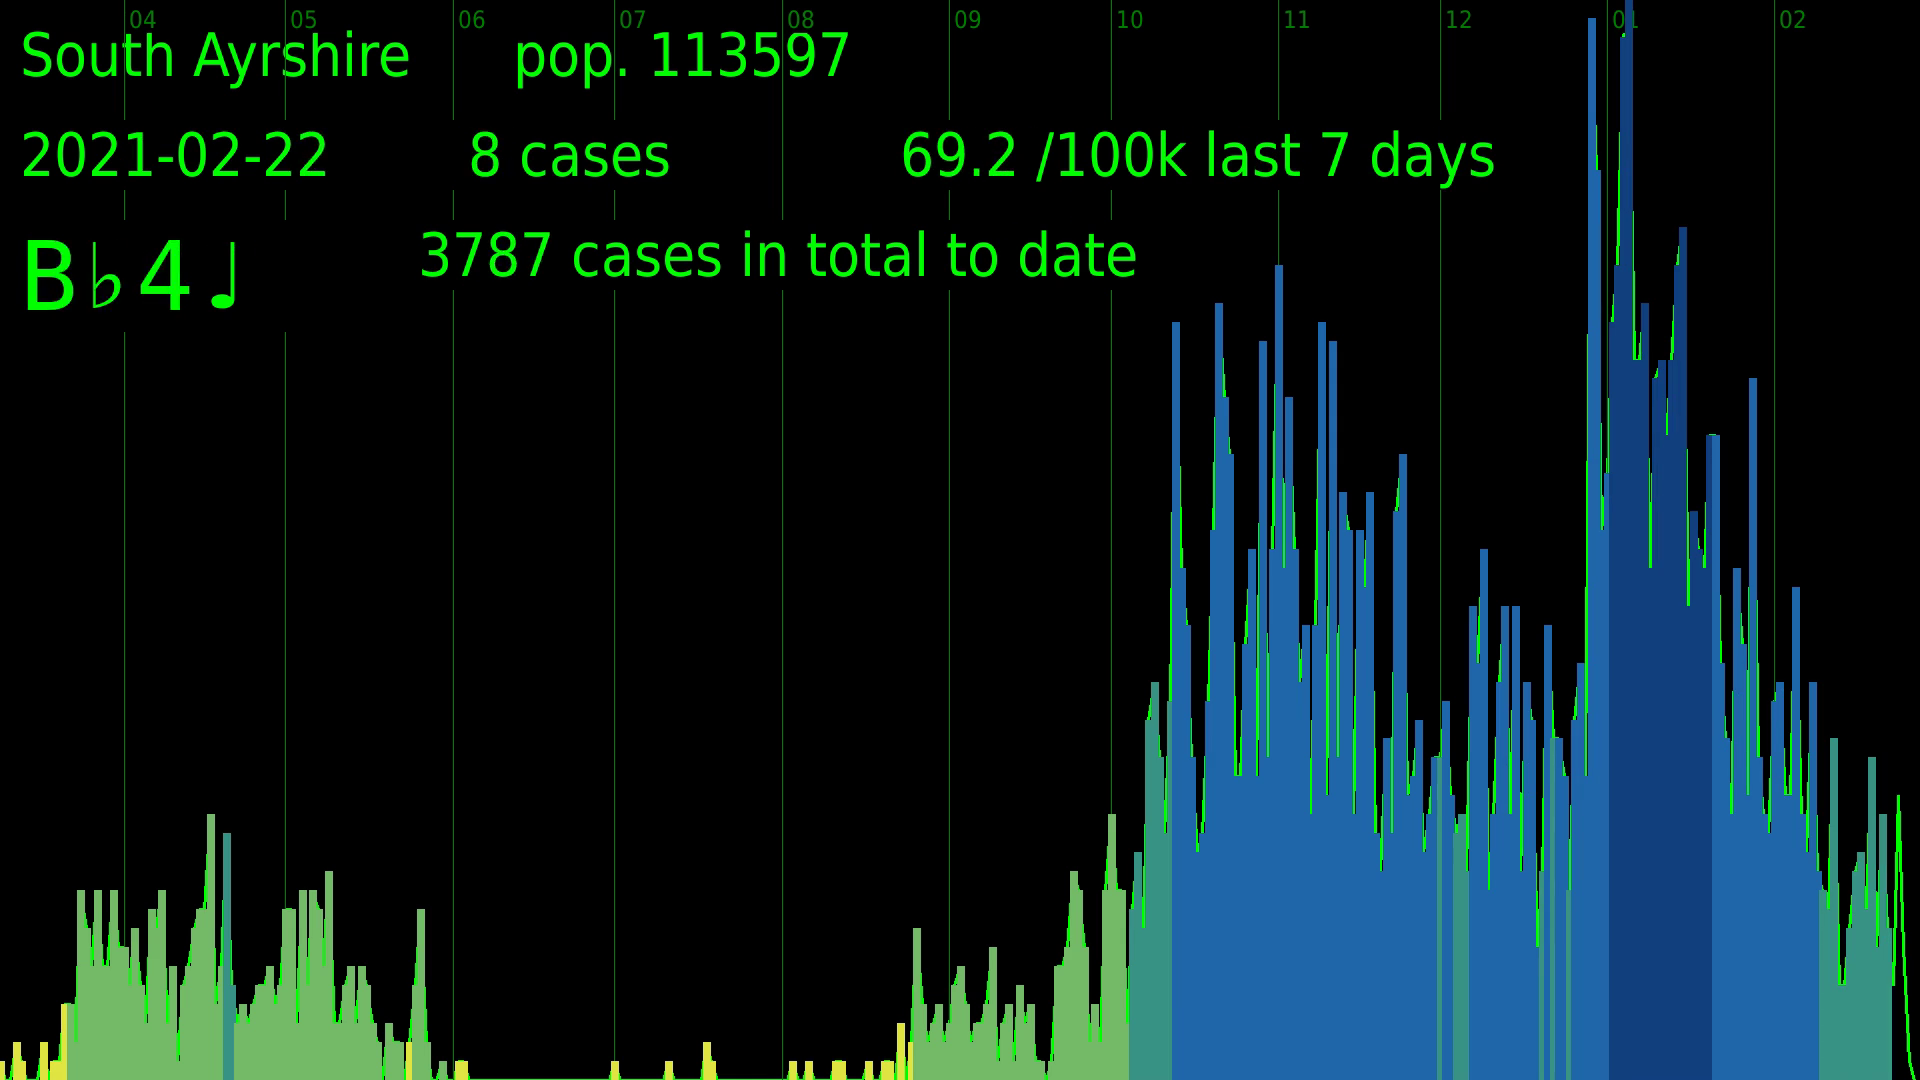 04 05 06 07 08 09 10 11 12 01 02
South Ayrshire pop. 113597
2021-02-22 8 cases 69.2 /100k last 7 days
B♭4♩ 3787 cases in total to date